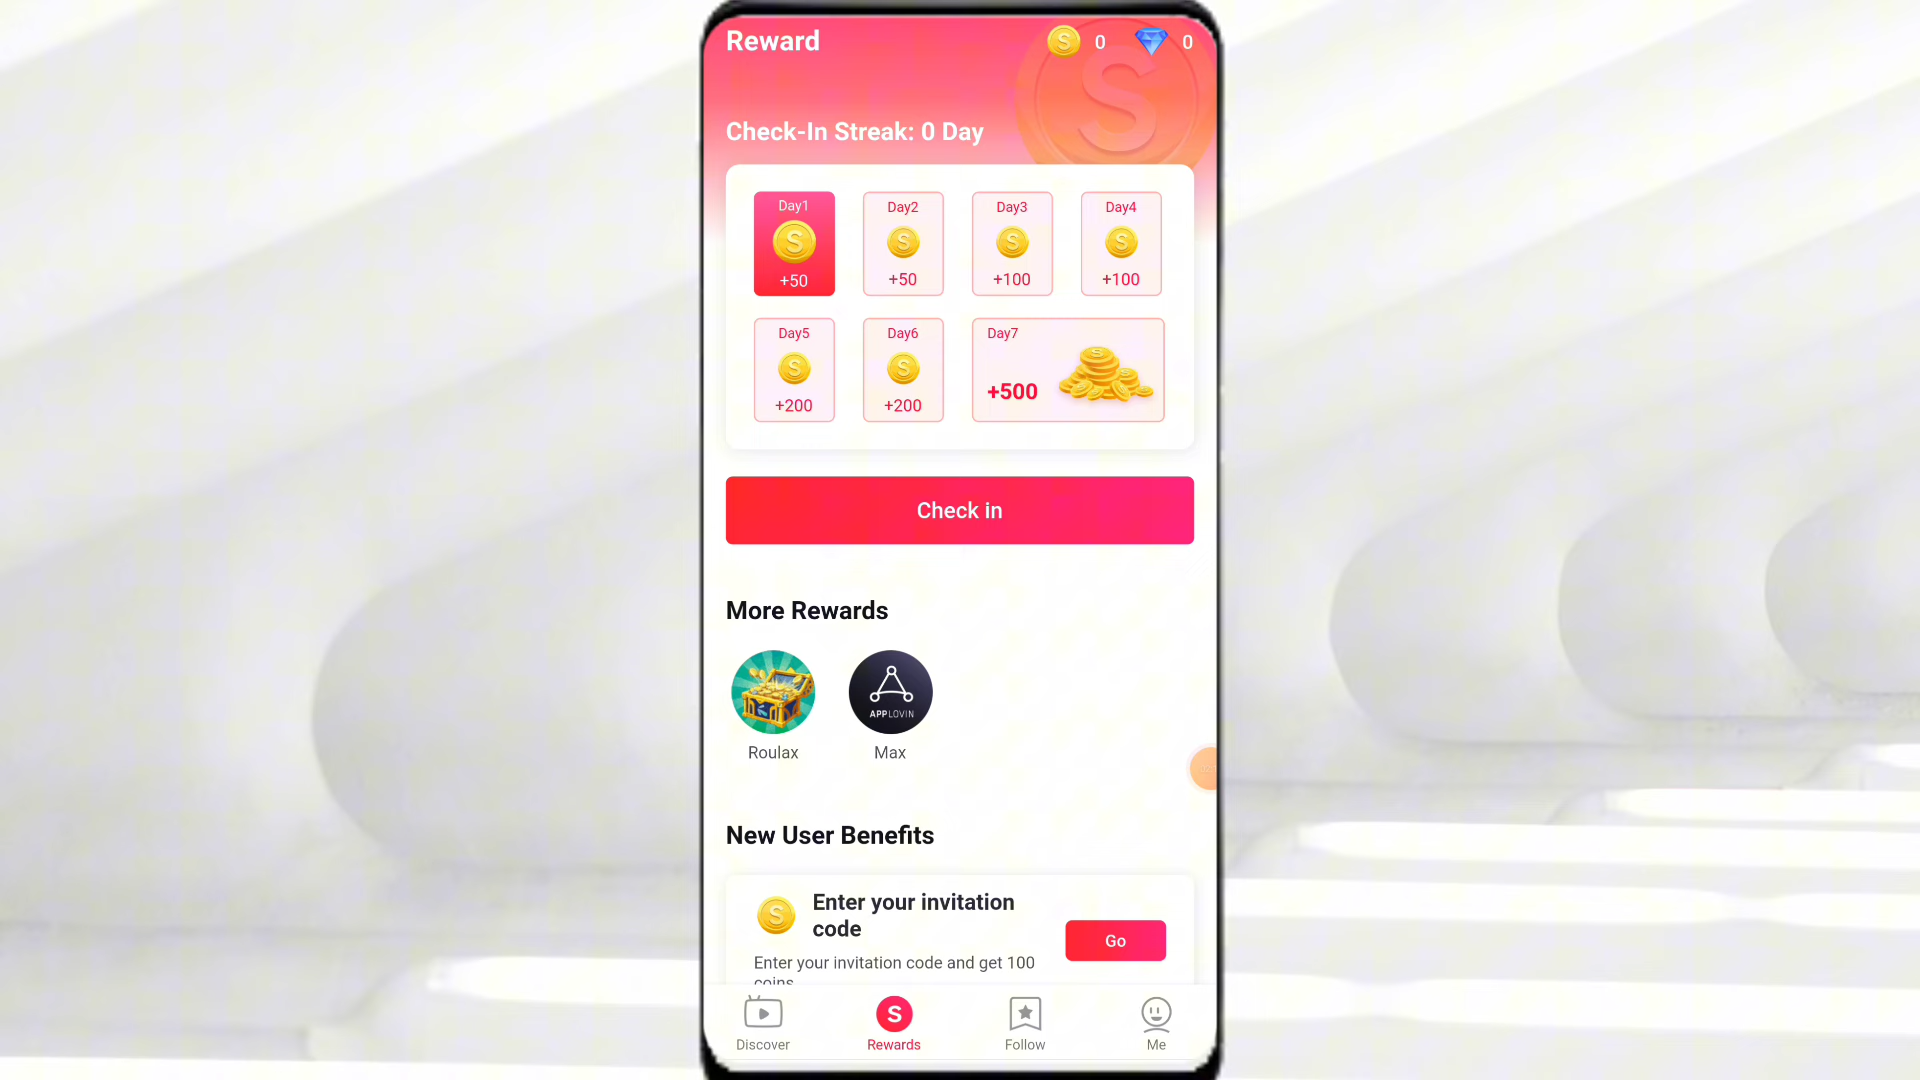 Reward
S 0 0
Check-In Streak: 0 Day
Day1 Day2 Day3 Day4
S S S S
+50 +50 +100 +100
Day5 Day6 Day7
S S
+200 +200 +500
Check in
More Rewards
APPLOVIN
Roulax Max
New User Benefits
S Enter your invitation
code
Go
Enter your invitation code and get 100
coins
S
Discover Rewards Follow Me